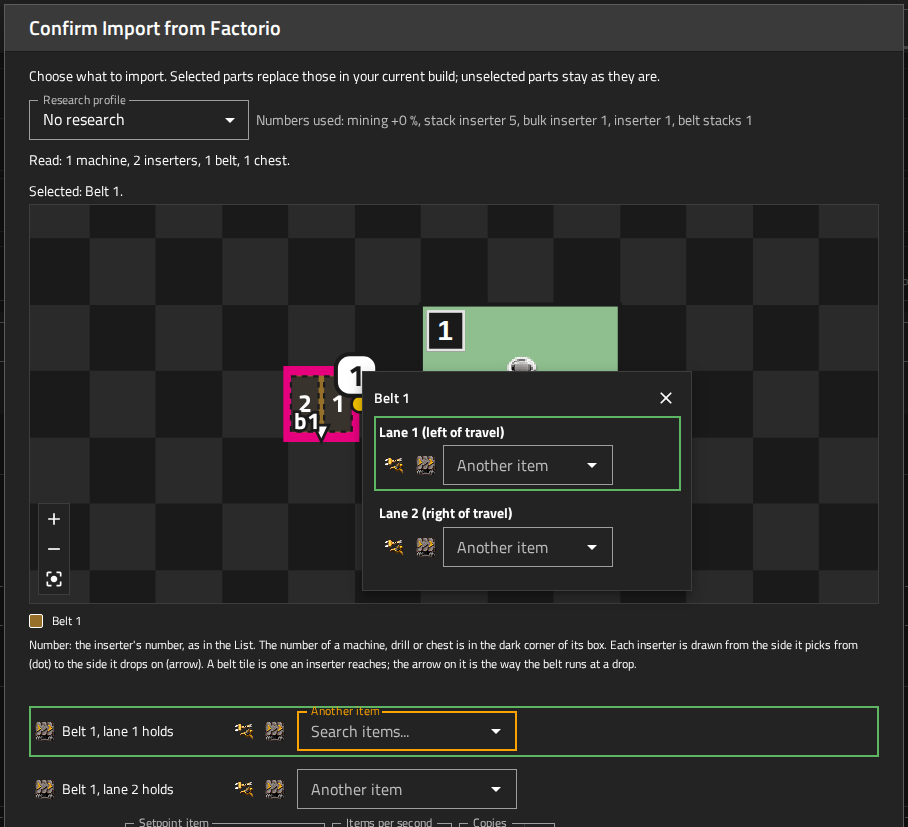 Confirm Import from Factorio
Choose what to import. Selected parts replace those in your current build; unselected parts stay as they are.
Research profile
No research
Numbers used: mining +0 %, stack inserter 5, bulk inserter 1, inserter 1, belt stacks 1
Read: 1 machine, 2 inserters, 1 belt, 1 chest.
Selected: Belt 1.
1
1
2 1
b1
Belt 1
Lane 1 (left of travel)
Another item
Lane 2 (right of travel)
Another item
Belt 1
Number: the inserter's number, as in the List. The number of a machine, drill or chest is in the dark corner of its box. Each inserter is drawn from the side it picks from
(dot) to the side it drops on (arrow). A belt tile is one an inserter reaches; the arrow on it is the way the belt runs at a drop.
Another item
Belt 1, lane 1 holds
Search items...
Belt 1, lane 2 holds
Another item
Setpoint item
Items per second
Copies